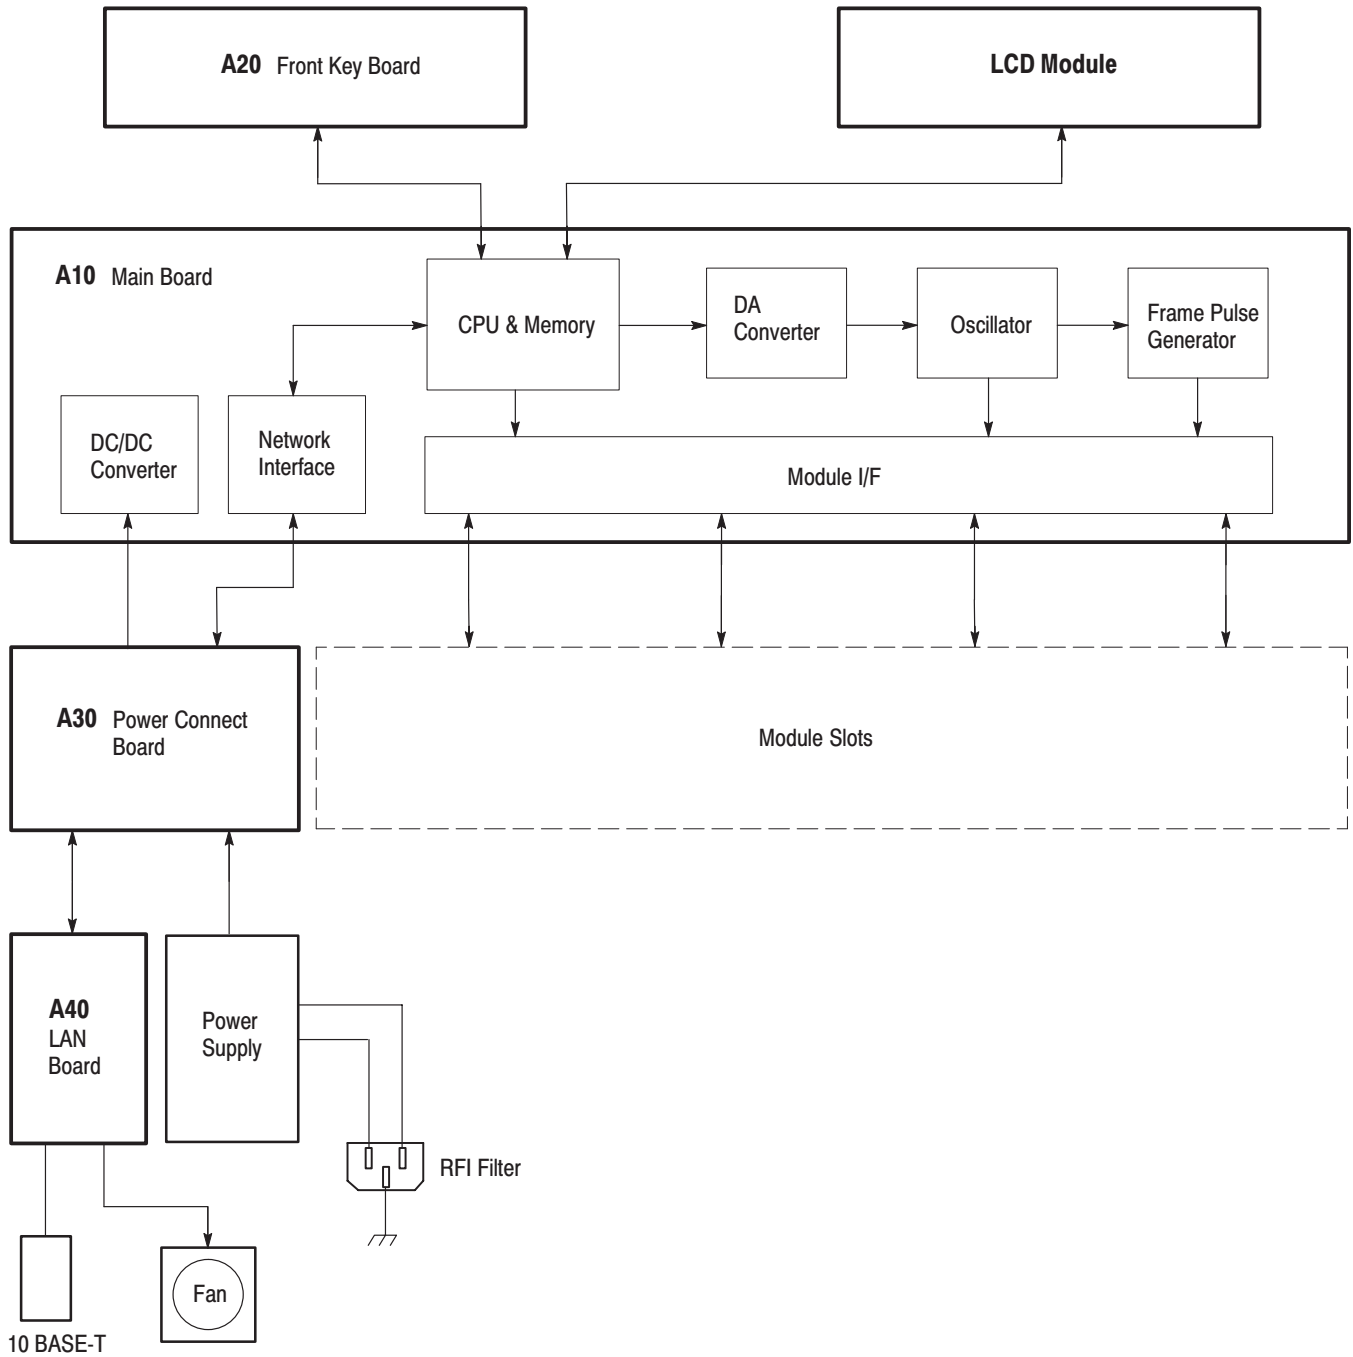 A20 Front Key Board
LCD Module
A10 Main Board
CPU & Memory
DA
Converter
Oscillator
Frame Pulse
Generator
DC/DC
Converter
Network
Interface
Module I/F
A30 Power Connect
Board
Module Slots
A40
LAN
Board
Power
Supply
RFI Filter
Fan
10 BASE-T